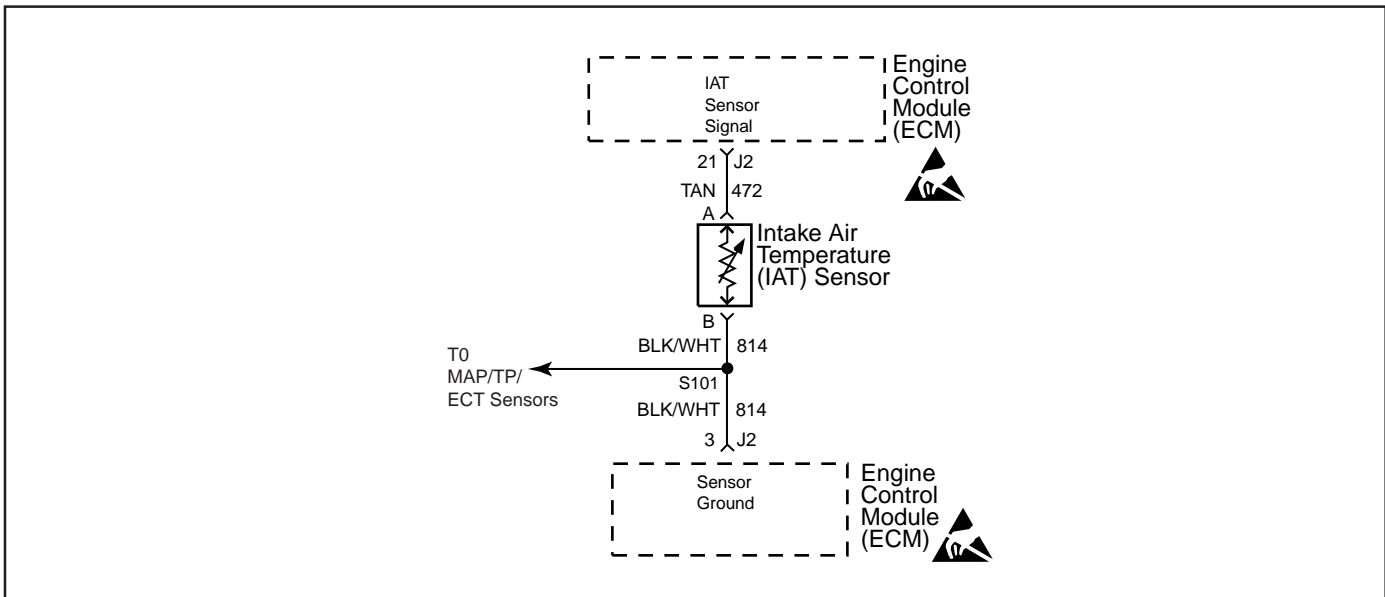 IAT
Sensor
Signal
Engine
Control
Module
(ECM)
21 J2
TAN 472
A
Intake Air
Temperature
(IAT) Sensor
B
BLK/WHT 814
T0
MAP/TP/
ECT Sensors
S101
BLK/WHT 814
3 J2
Sensor
Ground
Engine
Control
Module
(ECM)